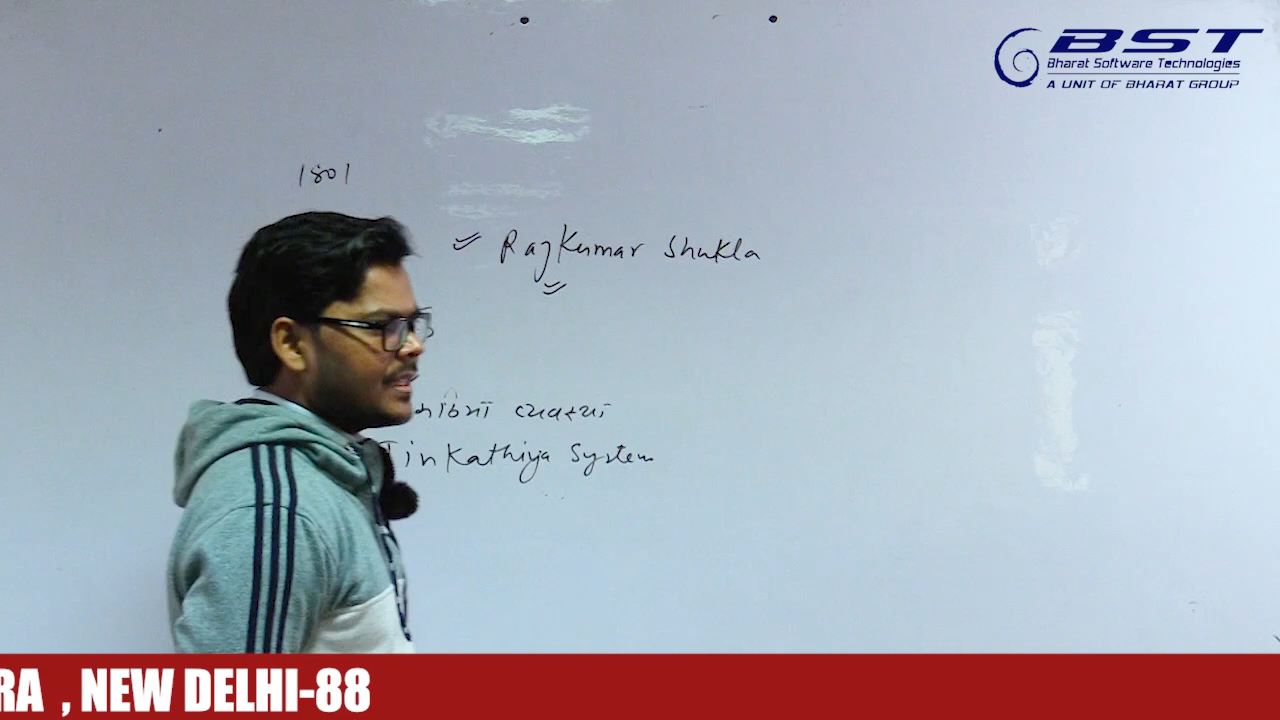 BST
Bharat Software Technologies
A UNIT OF BHARAT GROUP
1801
RajKumar Shukla
TinKathiya System
RA , NEW DELHI-88